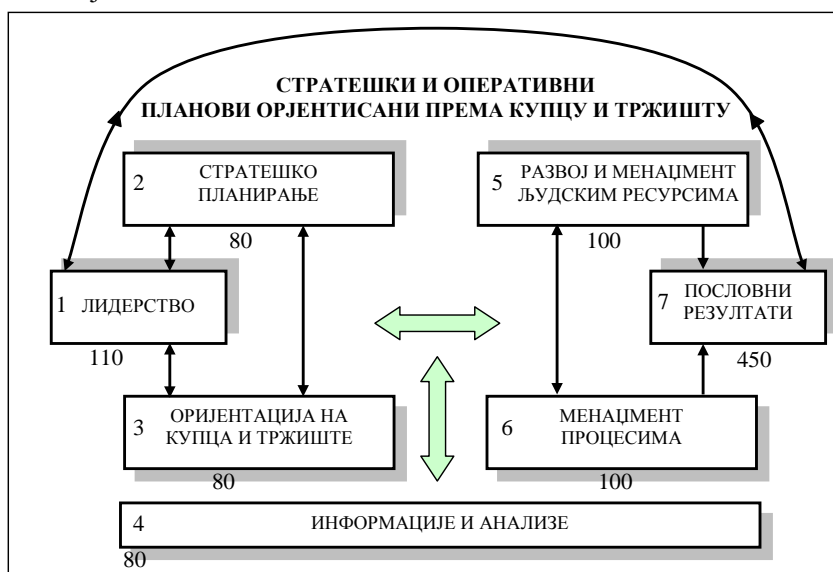 СТРАТЕШКИ И ОПЕРАТИВНИ
ПЛАНОВИ ОРЈЕНТИСАНИ ПРЕМА КУПЦУ И ТРЖИШТУ
2 СТРАТЕШКО
ПЛАНИРАЊЕ
80
5 РАЗВОЈ И МЕНАЏМЕНТ
ЉУДСКИМ РЕСУРСИМА
100
1 ЛИДЕРСТВО
110
7 ПОСЛОВНИ
РЕЗУЛТАТИ
450
3 ОРИЈЕНТАЦИЈА НА
КУПЦА И ТРЖИШТЕ
80
6 МЕНАЏМЕНТ
ПРОЦЕСИМА
100
4 ИНФОРМАЦИЈЕ И АНАЛИЗЕ
80